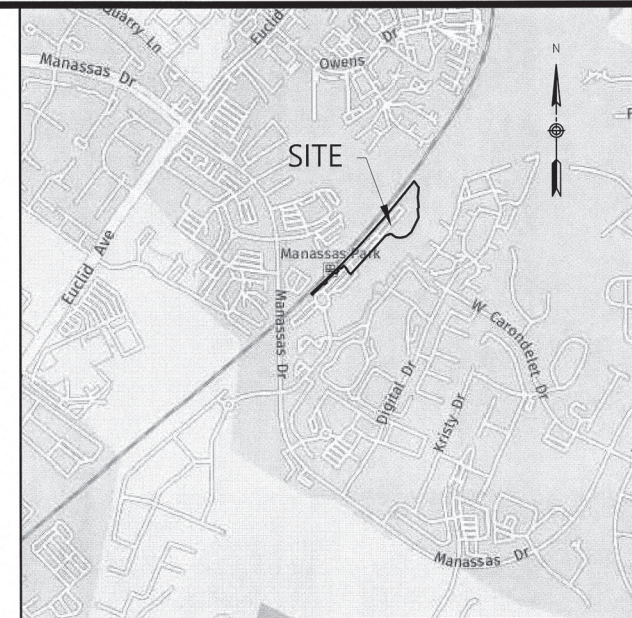 Quarry Ln
Euclid
Manassas Dr
Owens Dr
N
F
SITE
Manassas Park
Euclid Ave
Manassas Dr
W Carondelet Dr
Digital Dr
Kristy Dr
Manassas Dr